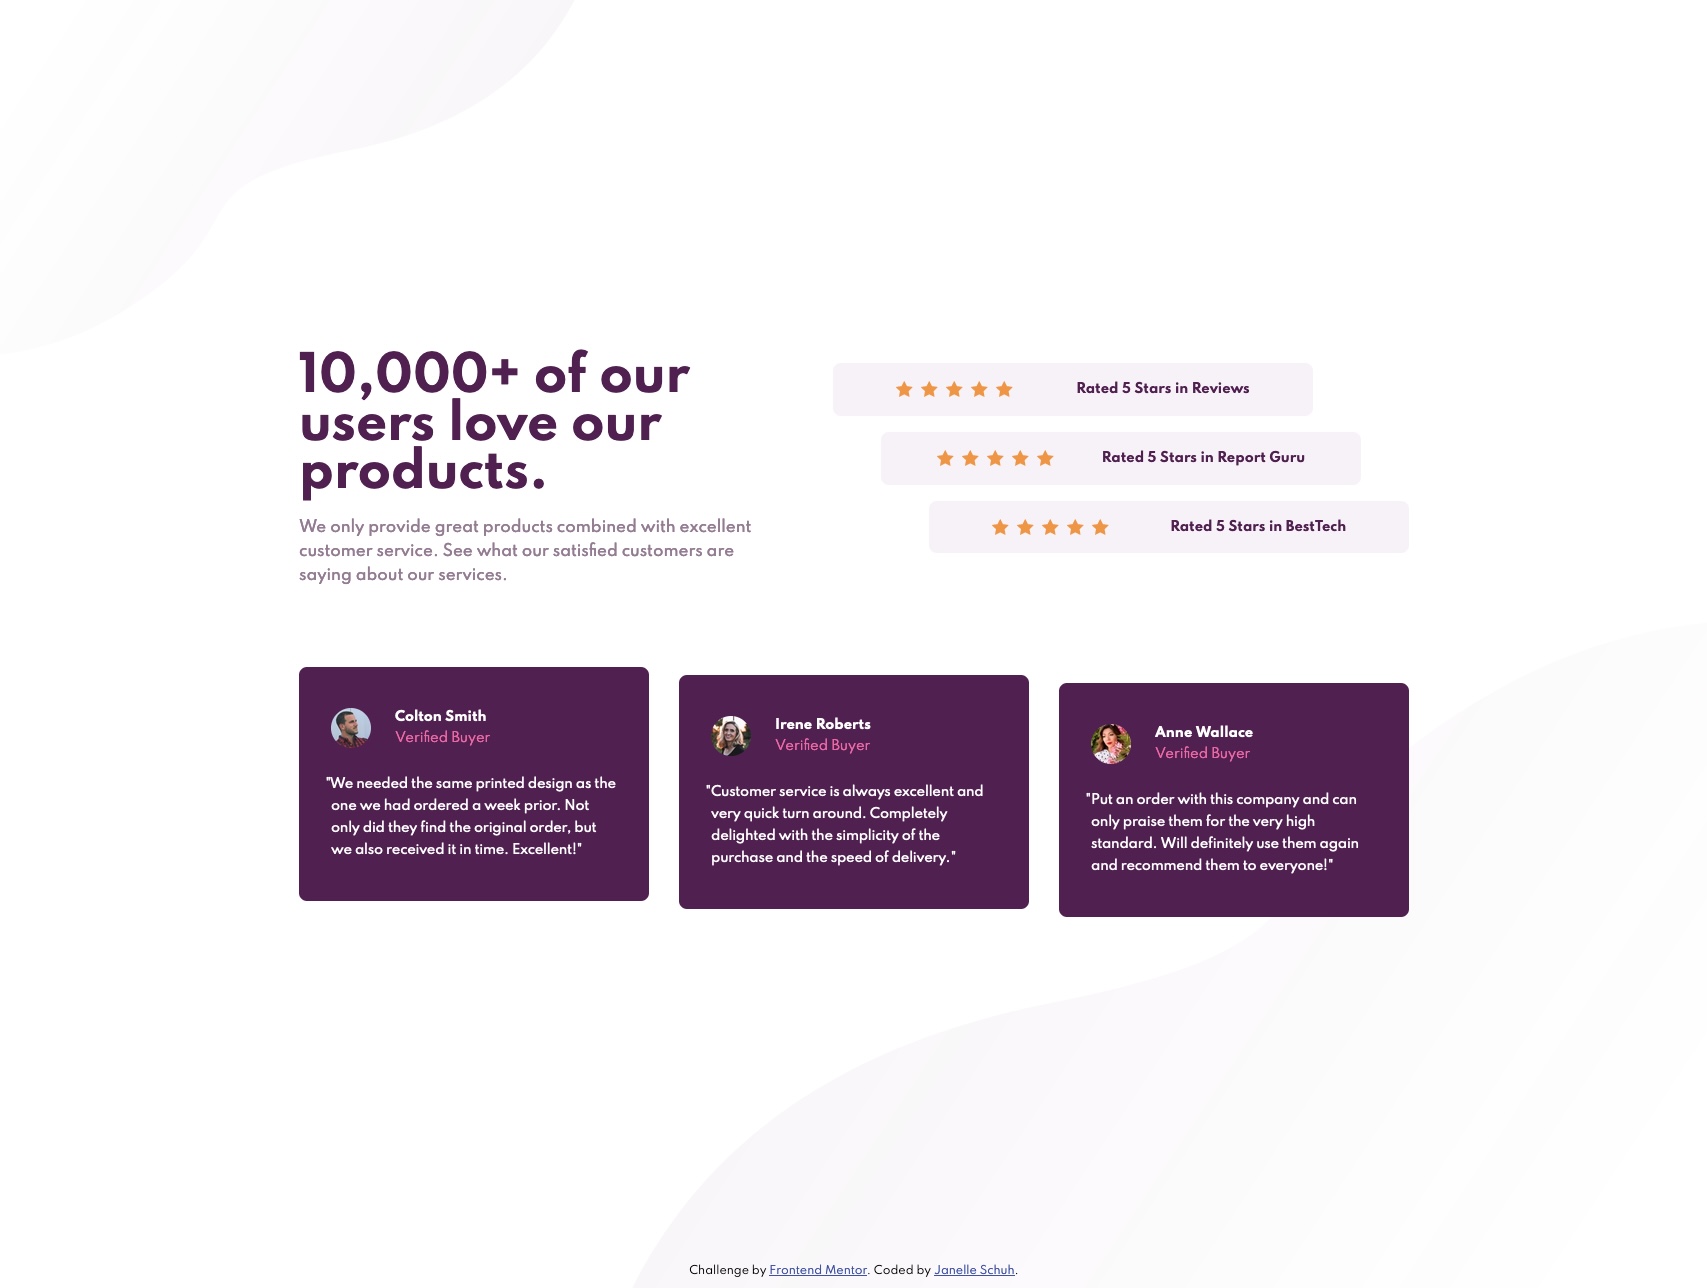 10,000+ of our
users love our
products.
We only provide great products combined with excellent
customer service. See what our satisfied customers are
saying about our services.
Rated 5 Stars in Reviews
Rated 5 Stars in Report Guru
Rated 5 Stars in BestTech
Colton Smith
Verified Buyer
"We needed the same printed design as the
one we had ordered a week prior. Not
only did they find the original order, but
we also received it in time. Excellent!"
Irene Roberts
Verified Buyer
"Customer service is always excellent and
very quick turn around. Completely
delighted with the simplicity of the
purchase and the speed of delivery."
Anne Wallace
Verified Buyer
"Put an order with this company and can
only praise them for the very high
standard. Will definitely use them again
and recommend them to everyone!"
Challenge by Frontend Mentor. Coded by Janelle Schuh.